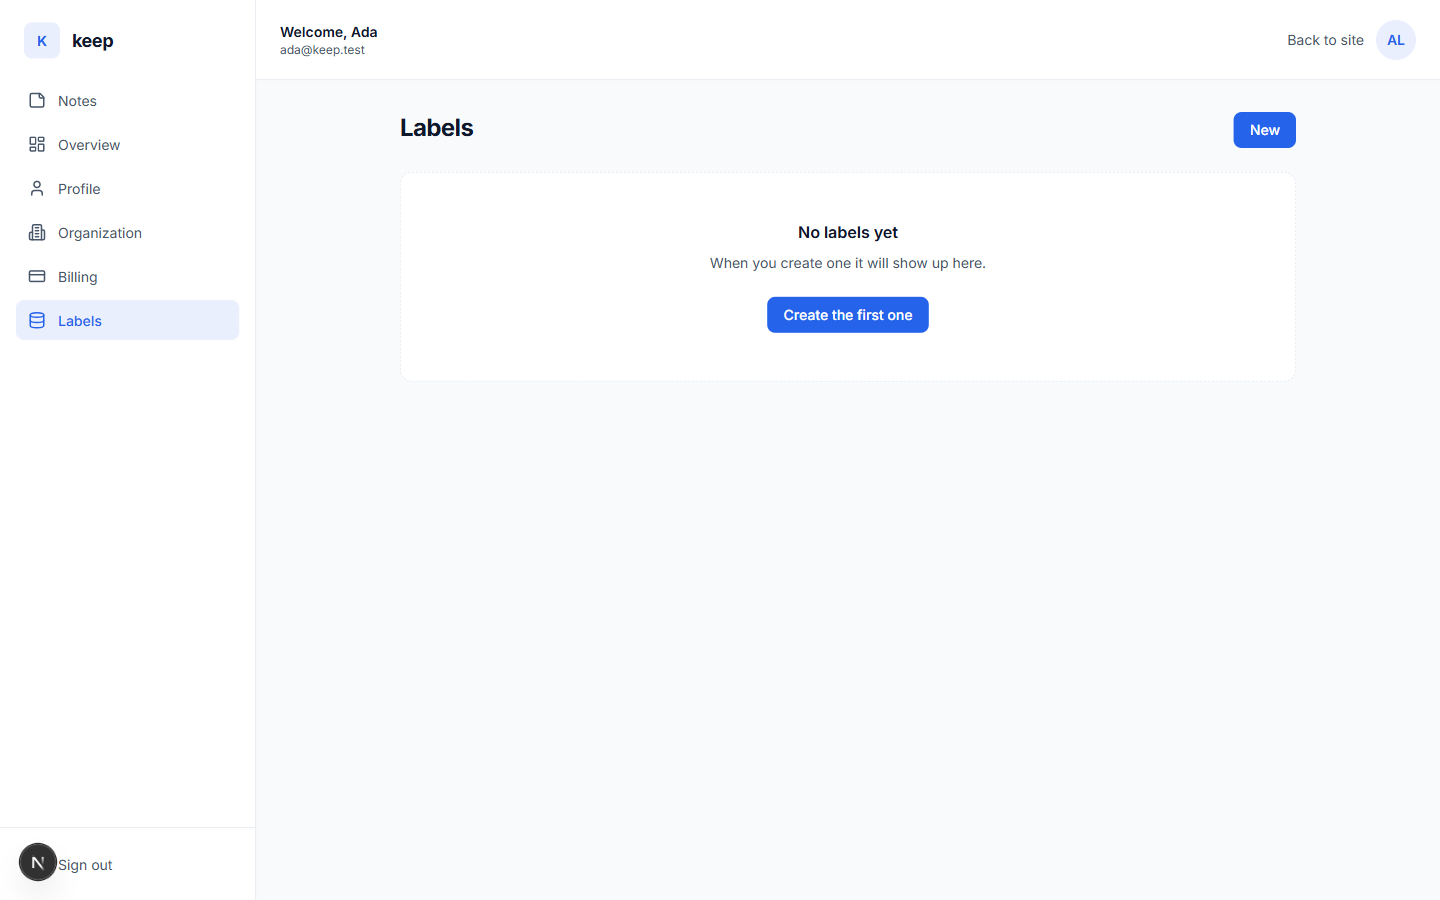 K
keep
Notes
Overview
Profile
Organization
Billing
Labels
N
Sign out
Welcome, Ada
ada@keep.test
Back to site
AL
Labels
New
No labels yet
When you create one it will show up here.
Create the first one